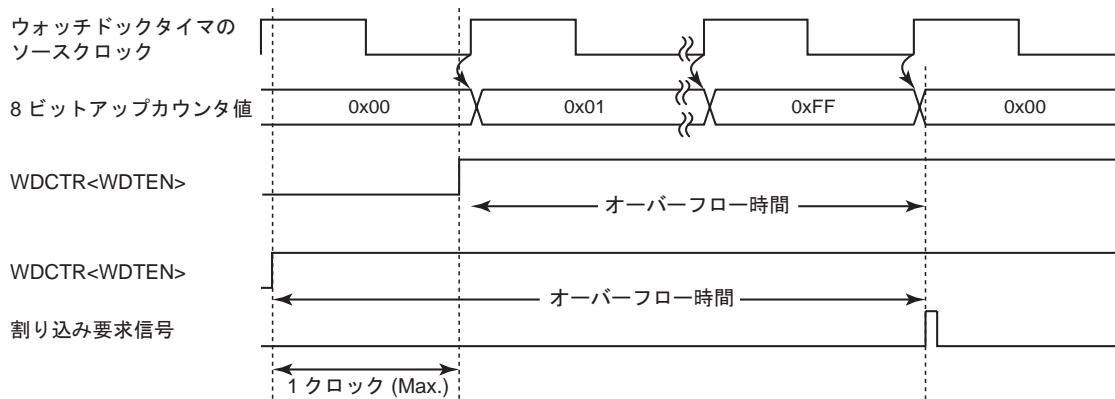 ウォッチドックタイマの
ソースクロック
8 ビットアップカウンタ値
0x00
0x01
0xFF
0x00
WDCTR<WDTEN>
オーバーフロー時間
WDCTR<WDTEN>
オーバーフロー時間
割り込み要求信号
1 クロック (Max.)